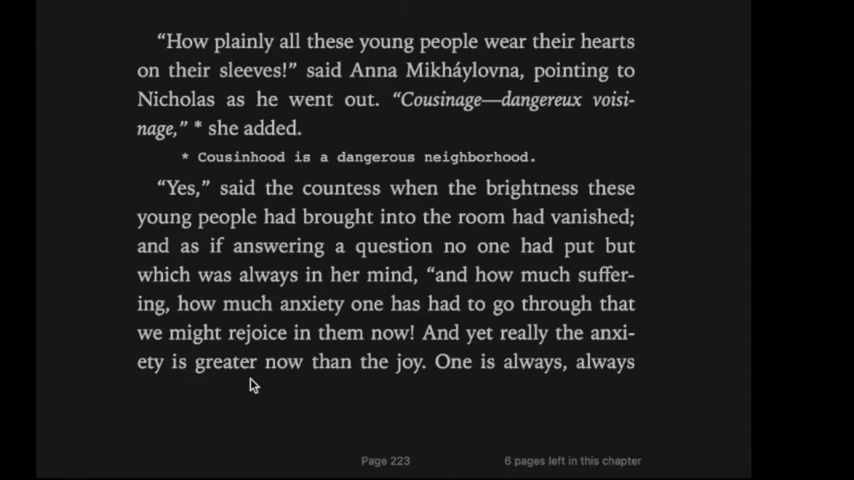 “How plainly all these young people wear their hearts
on their sleeves!” said Anna Mikháylovna, pointing to
Nicholas as he went out. “Cousinage—dangereux voisi-
nage,” * she added.
* Cousinhood is a dangerous neighborhood.
“Yes,” said the countess when the brightness these
young people had brought into the room had vanished;
and as if answering a question no one had put but
which was always in her mind, “and how much suffer-
ing, how much anxiety one has had to go through that
we might rejoice in them now! And yet really the anxi-
ety is greater now than the joy. One is always, always
Page 223
6 pages left in this chapter